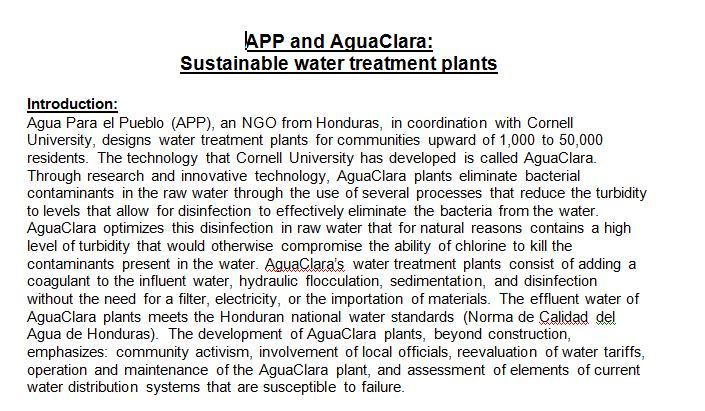 APP and AguaClara:
Sustainable water treatment plants
Introduction:
Agua Para el Pueblo (APP), an NGO from Honduras, in coordination with Cornell
University, designs water treatment plants for communities upward of 1,000 to 50,000
residents. The technology that Cornell University has developed is called AguaClara.
Through research and innovative technology, AguaClara plants eliminate bacterial
contaminants in the raw water through the use of several processes that reduce the turbidity
to levels that allow for disinfection to effectively eliminate the bacteria from the water.
AguaClara optimizes this disinfection in raw water that for natural reasons contains a high
level of turbidity that would otherwise compromise the ability of chlorine to kill the
contaminants present in the water. AguaClara's water treatment plants consist of adding a
coagulant to the influent water, hydraulic flocculation, sedimentation, and disinfection
without the need for a filter, electricity, or the importation of materials. The effluent water of
AguaClara plants meets the Honduran national water standards (Norma de Calidad del
Agua de Honduras). The development of AguaClara plants, beyond construction,
emphasizes: community activism, involvement of local officials, reevaluation of water tariffs,
operation and maintenance of the AguaClara plant, and assessment of elements of current
water distribution systems that are susceptible to failure.